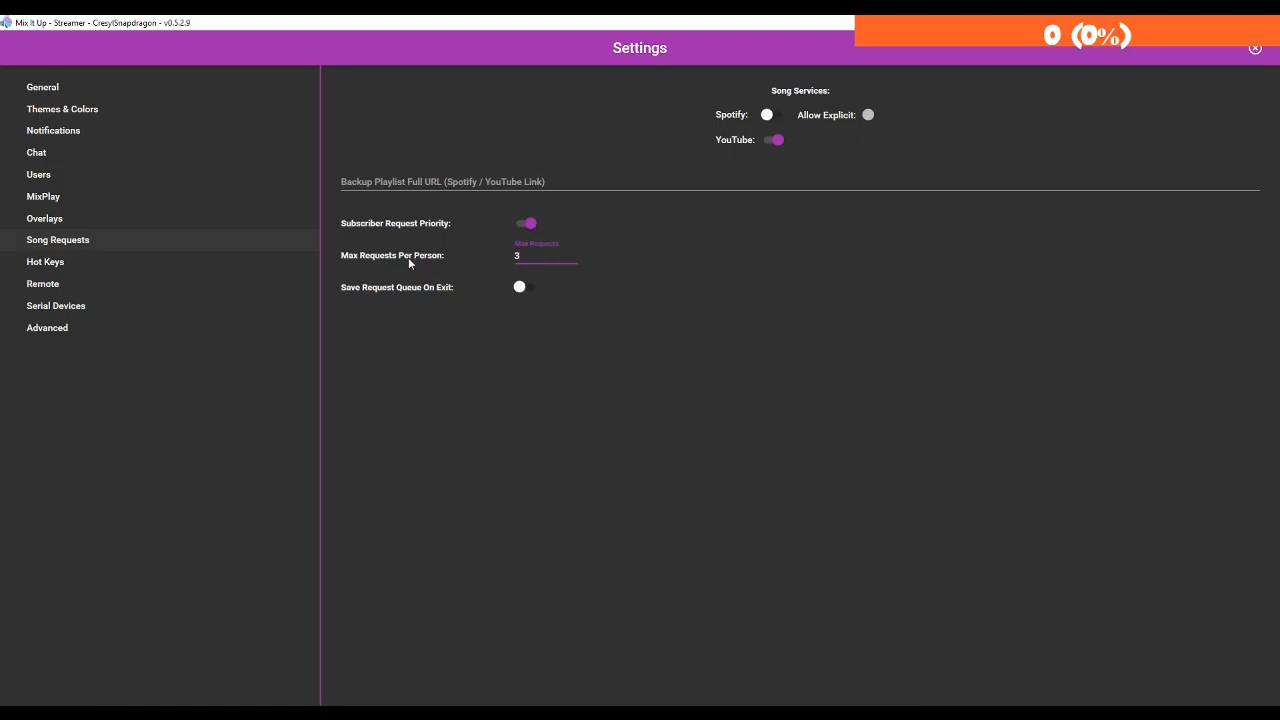 Mix It Up - Streamer - CresylSnapdragon - v0.5.2.9
0 (0%)
Settings
General
Themes & Colors
Notifications
Chat
Users
MixPlay
Overlays
Song Requests
Hot Keys
Remote
Serial Devices
Advanced
Song Services:
Spotify: Allow Explicit:
YouTube:
Backup Playlist Full URL (Spotify / YouTube Link)
Subscriber Request Priority:
Max Requests
Max Requests Per Person: 3
Save Request Queue On Exit: